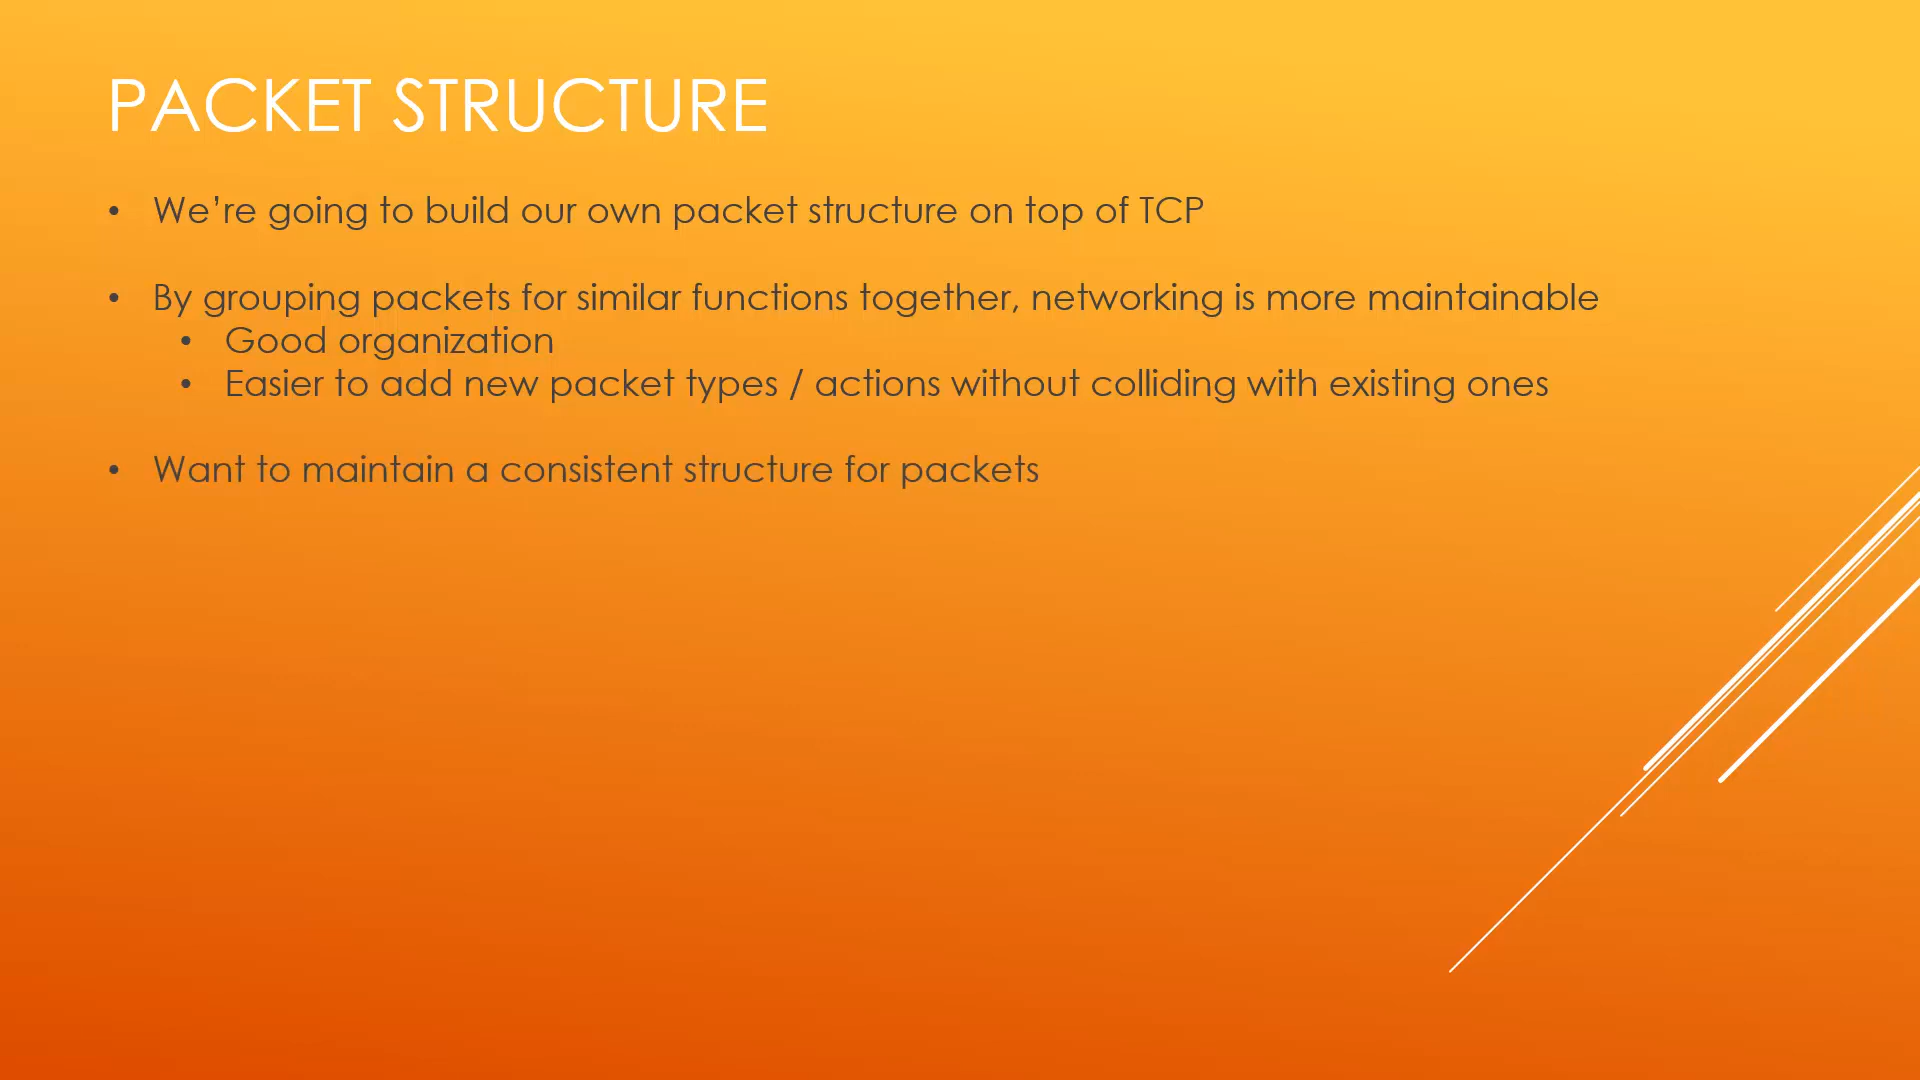 PACKET STRUCTURE
• We’re going to build our own packet structure on top of TCP
• By grouping packets for similar functions together, networking is more maintainable
• Good organization
• Easier to add new packet types / actions without colliding with existing ones
• Want to maintain a consistent structure for packets